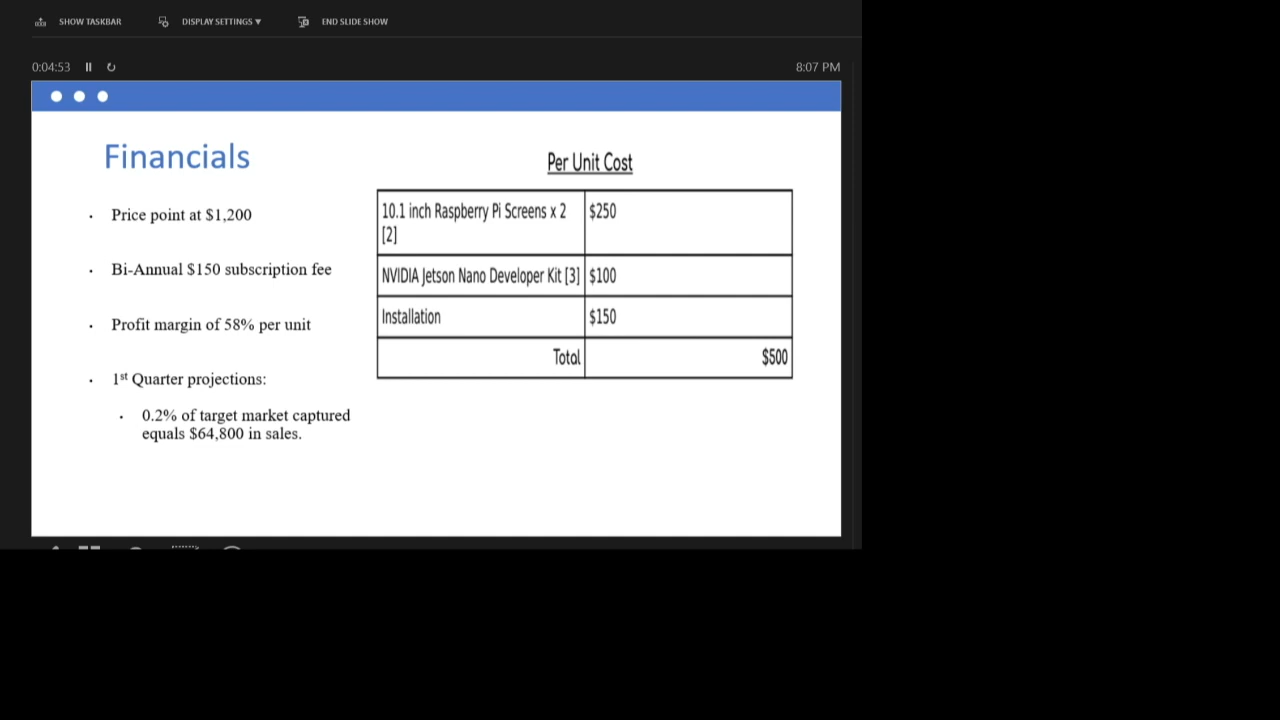 SHOW TASKBAR DISPLAY SETTINGS ▼ END SLIDE SHOW
0:04:53 8:07 PM
Financials
• Price point at $1,200
• Bi-Annual $150 subscription fee
• Profit margin of 58% per unit
• 1st Quarter projections:
• 0.2% of target market captured
equals $64,800 in sales.
Per Unit Cost
10.1 inch Raspberry Pi Screens x 2 $250
[2]
NVIDIA Jetson Nano Developer Kit [3] $100
Installation $150
Total $500